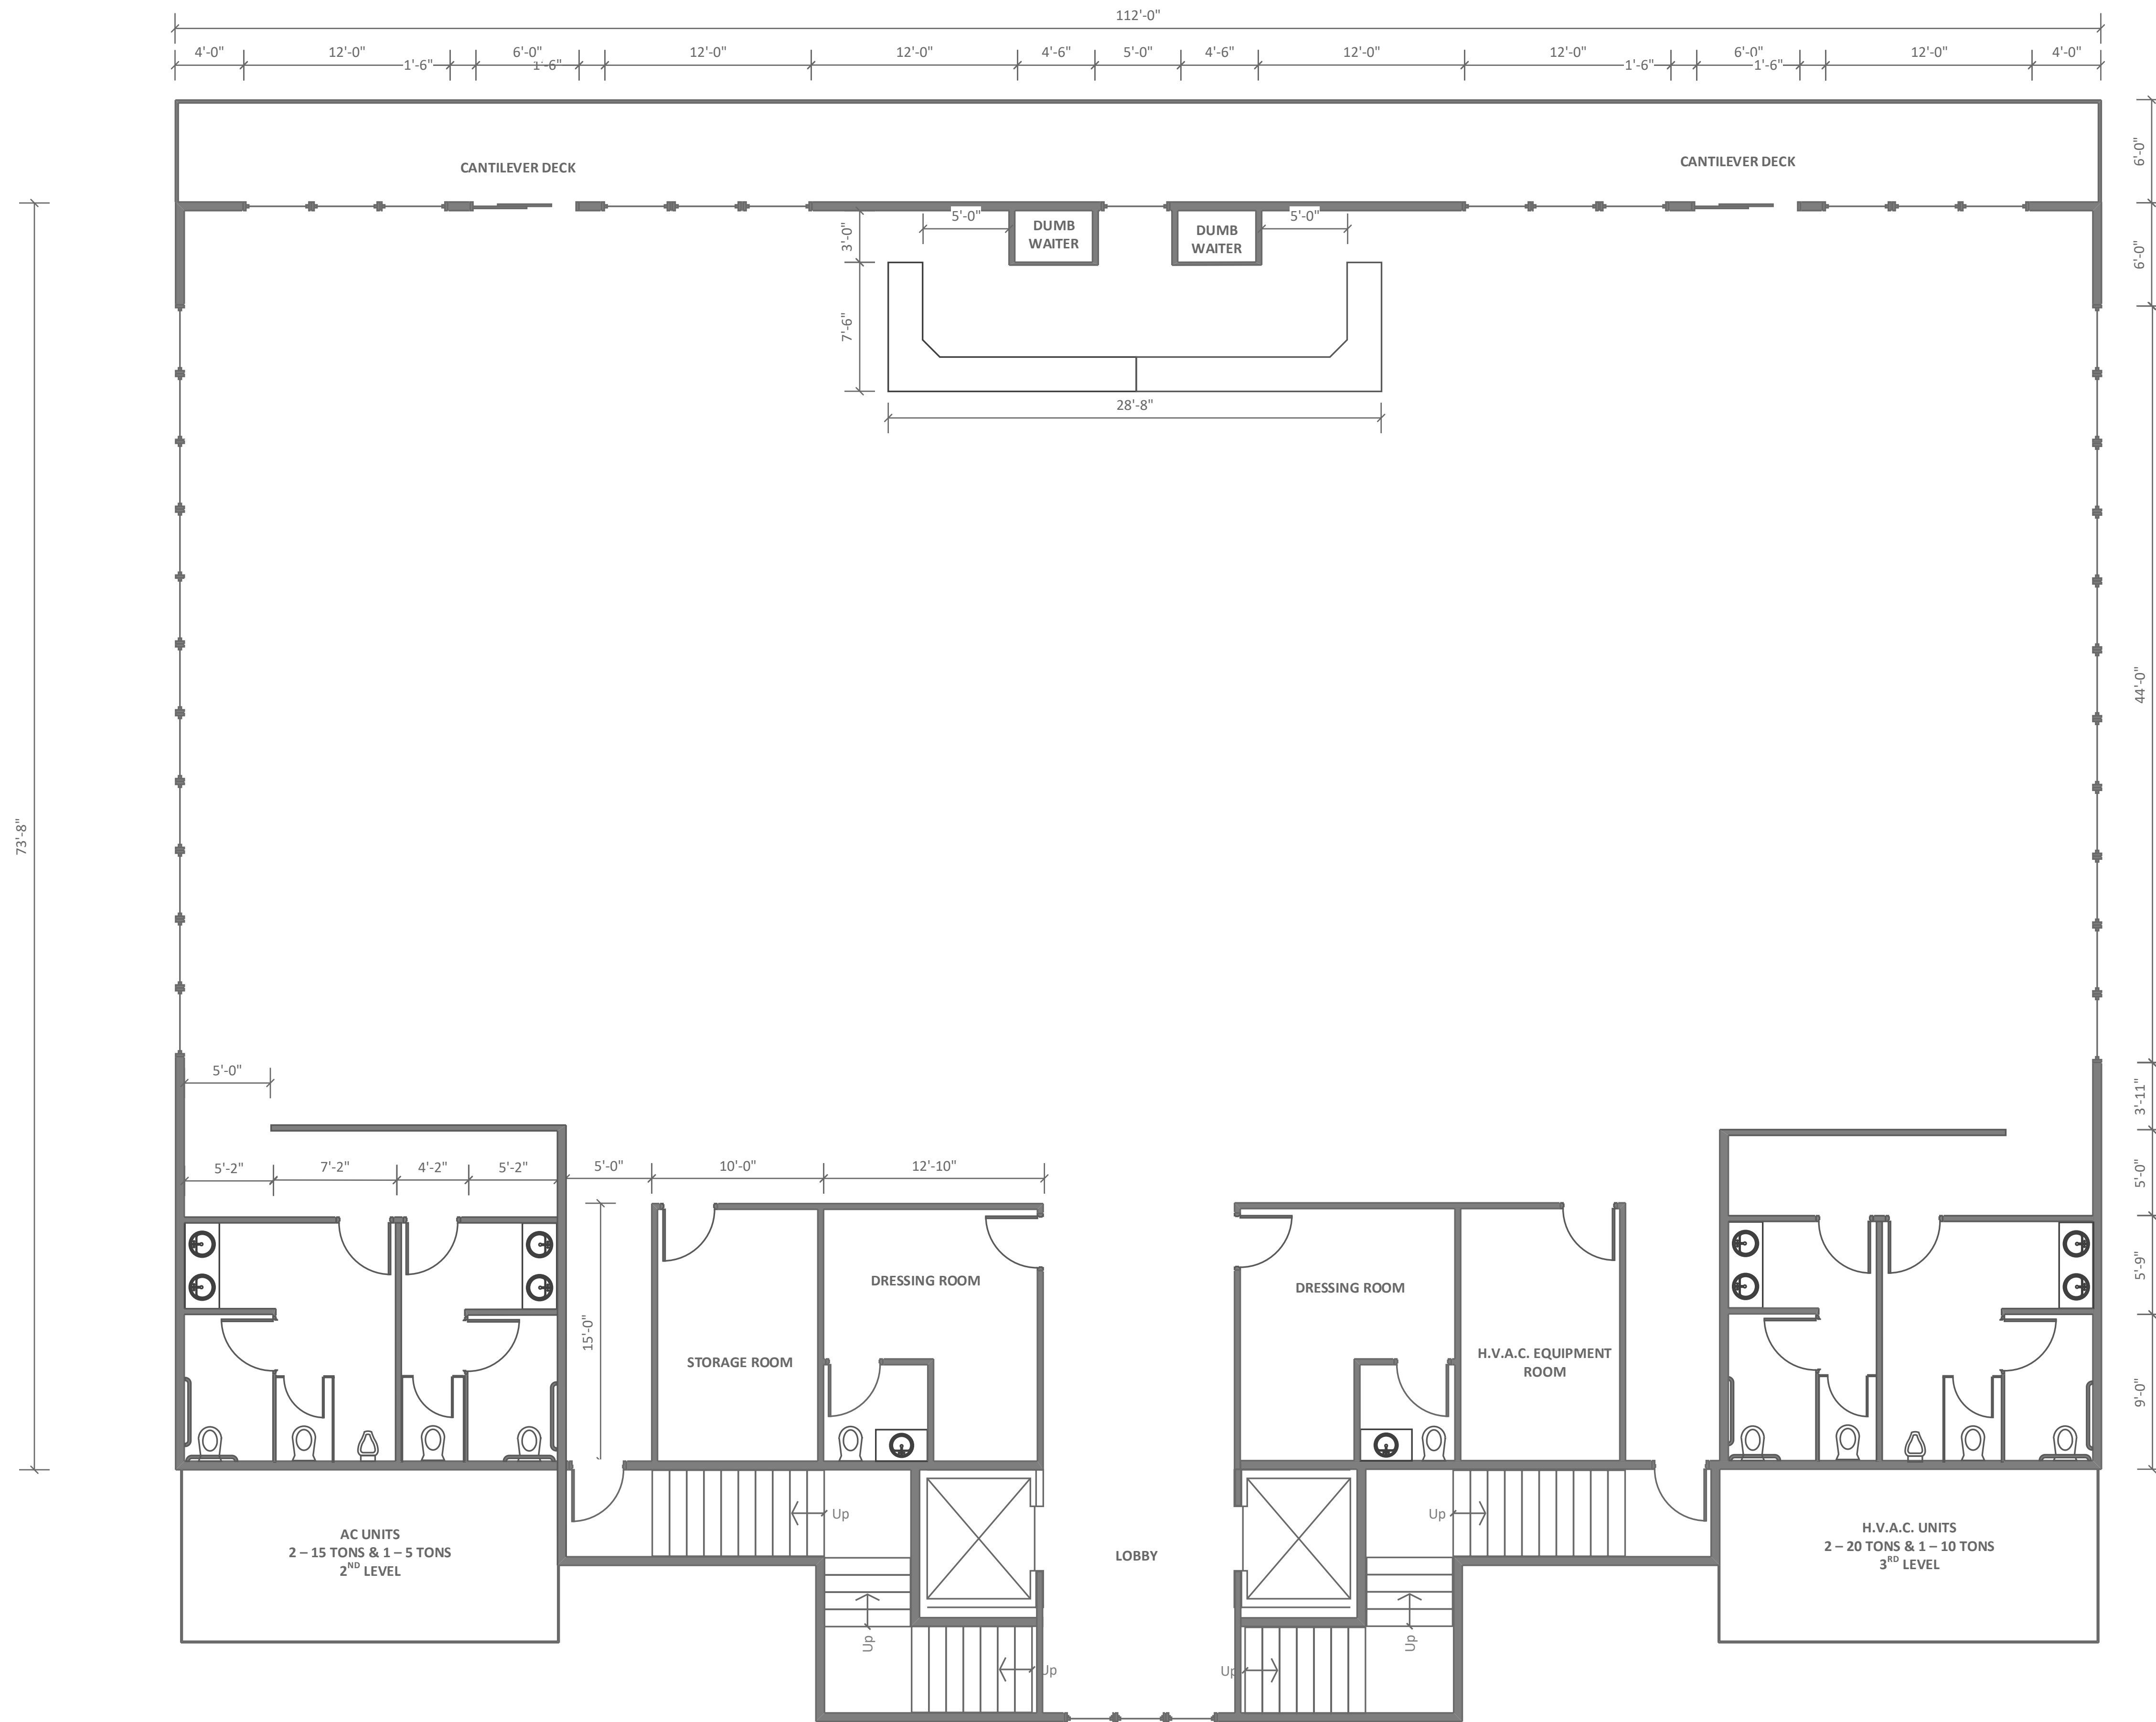 112'-0"
4'-0"
12'-0"
1'-6"
6'-0"
1'-6"
12'-0"
12'-0"
4'-6"
5'-0"
4'-6"
12'-0"
12'-0"
1'-6"
6'-0"
1'-6"
12'-0"
4'-0"
6'-0"
CANTILEVER DECK
CANTILEVER DECK
5'-0"
5'-0"
3'-0"
DUMB
WAITER
DUMB
WAITER
6'-0"
7'-6"
28'-8"
44'-0"
73'-8"
5'-0"
3'-11"
5'-2"
7'-2"
4'-2"
5'-2"
5'-0"
10'-0"
12'-10"
5'-0"
DRESSING ROOM
DRESSING ROOM
5'-9"
15'-0"
STORAGE ROOM
H.V.A.C. EQUIPMENT
ROOM
9'-0"
Up
Up
AC UNITS
2 – 15 TONS & 1 – 5 TONS
2ND LEVEL
LOBBY
H.V.A.C. UNITS
2 – 20 TONS & 1 – 10 TONS
3RD LEVEL
Up
Up
Up
Up